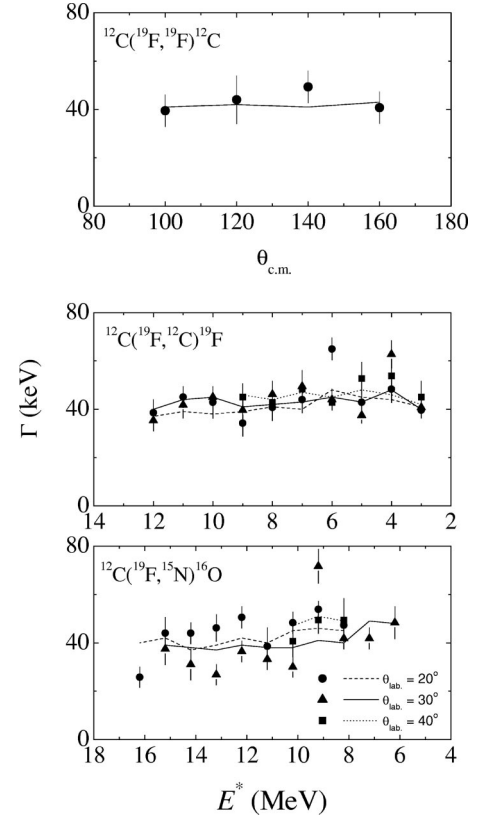 ¹²C(¹⁹F,¹⁹F)¹²C
80
40
0
80 100 120 140 160 180
θc.m.
¹²C(¹⁹F,¹²C)¹⁹F
80
40
0
14 12 10 8 6 4 2
Γ (keV)
¹²C(¹⁹F,¹⁵N)¹⁶O
80
40
0
θlab. = 20°
θlab. = 30°
θlab. = 40°
18 16 14 12 10 8 6 4
E* (MeV)